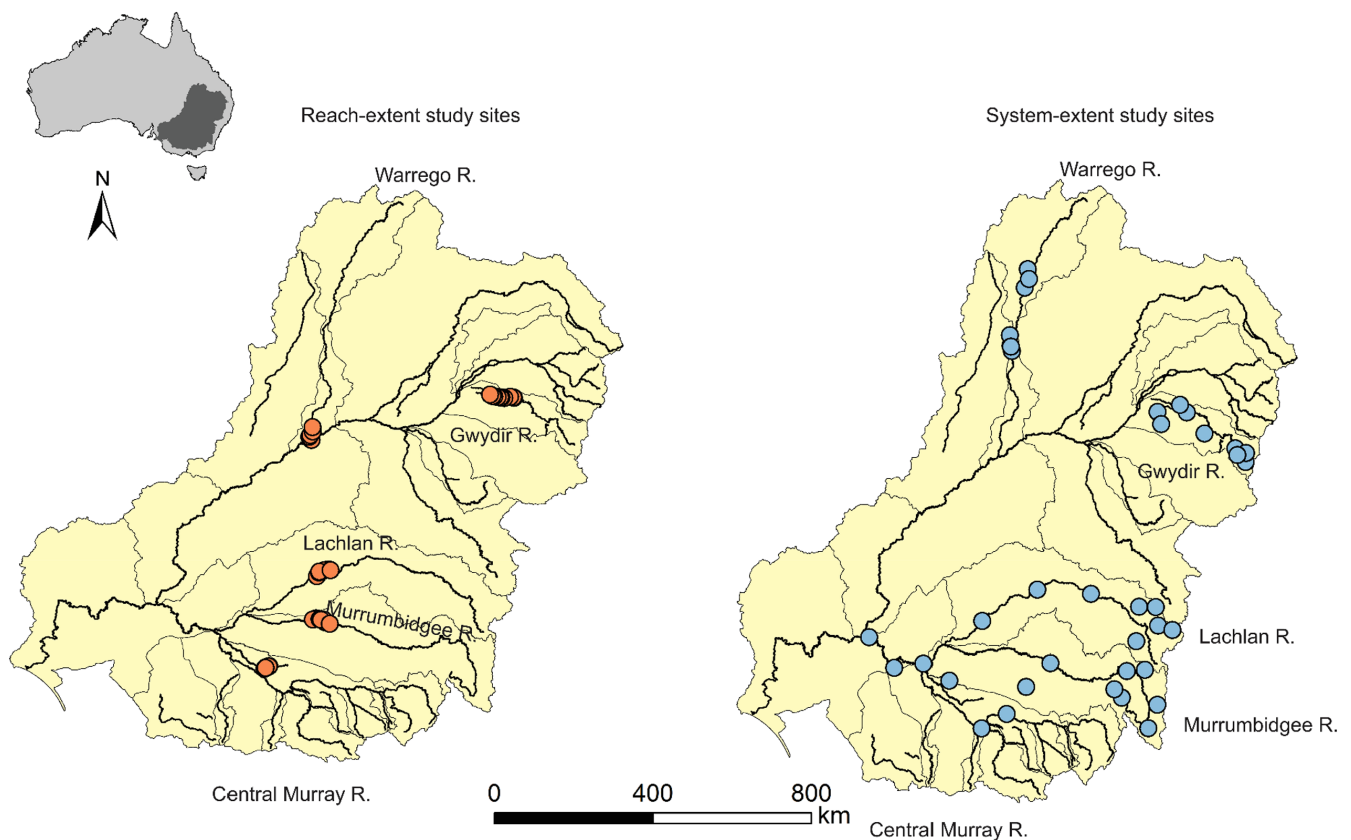 Reach-extent study sites
System-extent study sites
N
Warrego R.
Warrego R.
Gwydir R.
Gwydir R.
Lachlan R.
Murrumbidgee R.
Lachlan R.
Murrumbidgee R.
Central Murray R.
0 400 800
km
Central Murray R.